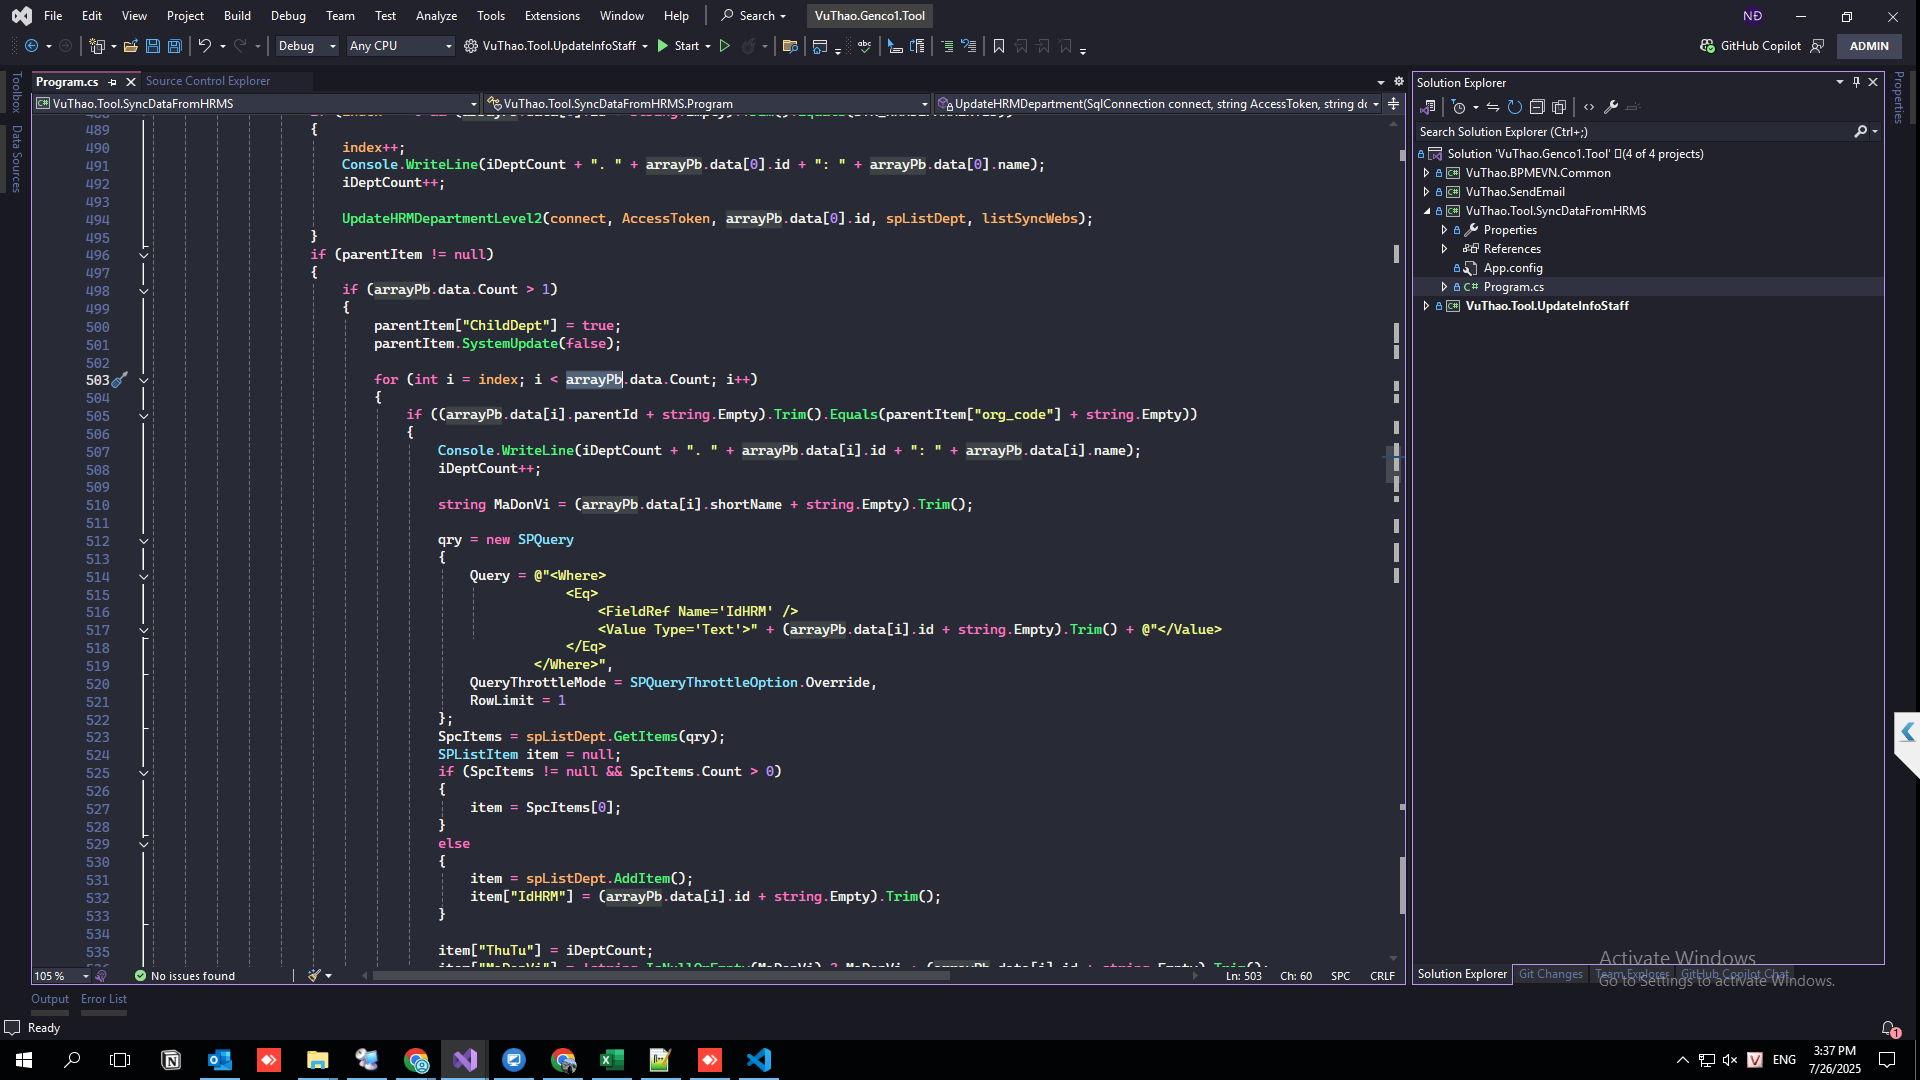 File Edit View Project Build Debug Team Test Analyze Tools Extensions Window Help Search VuThao.Genco1.Tool NĐ
Debug Any CPU VuThao.Tool.UpdateInfoStaff Start GitHub Copilot ADMIN
Program.cs Source Control Explorer
VuThao.Tool.SyncDataFromHRMS VuThao.Tool.SyncDataFromHRMS.Program UpdateHRMDepartment(SqlConnection connect, string AccessToken, string do
Toolbox
Data Sources
489 {
490 index++;
491 Console.WriteLine(iDeptCount + ". " + arrayPb.data[0].id + ": " + arrayPb.data[0].name);
492 iDeptCount++;
493
494 UpdateHRMDepartmentLevel2(connect, AccessToken, arrayPb.data[0].id, spListDept, listSyncWebs);
495 }
496 if (parentItem != null)
497 {
498 if (arrayPb.data.Count > 1)
499 {
500 parentItem["ChildDept"] = true;
501 parentItem.SystemUpdate(false);
502
503 for (int i = index; i < arrayPb.data.Count; i++)
504 {
505 if ((arrayPb.data[i].parentId + string.Empty).Trim().Equals(parentItem["org_code"] + string.Empty))
506 {
507 Console.WriteLine(iDeptCount + ". " + arrayPb.data[i].id + ": " + arrayPb.data[i].name);
508 iDeptCount++;
509
510 string MaDonVi = (arrayPb.data[i].shortName + string.Empty).Trim();
511
512 qry = new SPQuery
513 {
514 Query = @"<Where>
515 <Eq>
516 <FieldRef Name='IdHRM' />
517 <Value Type='Text'>" + (arrayPb.data[i].id + string.Empty).Trim() + @"</Value>
518 </Eq>
519 </Where>",
520 QueryThrottleMode = SPQueryThrottleOption.Override,
521 RowLimit = 1
522 };
523 SpcItems = spListDept.GetItems(qry);
524 SPListItem item = null;
525 if (SpcItems != null && SpcItems.Count > 0)
526 {
527 item = SpcItems[0];
528 }
529 else
530 {
531 item = spListDept.AddItem();
532 item["IdHRM"] = (arrayPb.data[i].id + string.Empty).Trim();
533 }
534
535 item["ThuTu"] = iDeptCount;
105 % No issues found Ln: 503 Ch: 60 SPC CRLF
Output Error List
Ready
Solution Explorer
Search Solution Explorer (Ctrl+;)
Solution 'VuThao.Genco1.Tool' (4 of 4 projects)
VuThao.BPMEVN.Common
VuThao.SendEmail
VuThao.Tool.SyncDataFromHRMS
Properties
References
App.config
C# Program.cs
VuThao.Tool.UpdateInfoStaff
Solution Explorer Git Changes Team Explorer GitHub Copilot Chat
Properties
Activate Windows
Go to Settings to activate Windows.
1
V ENG 3:37 PM
7/26/2025